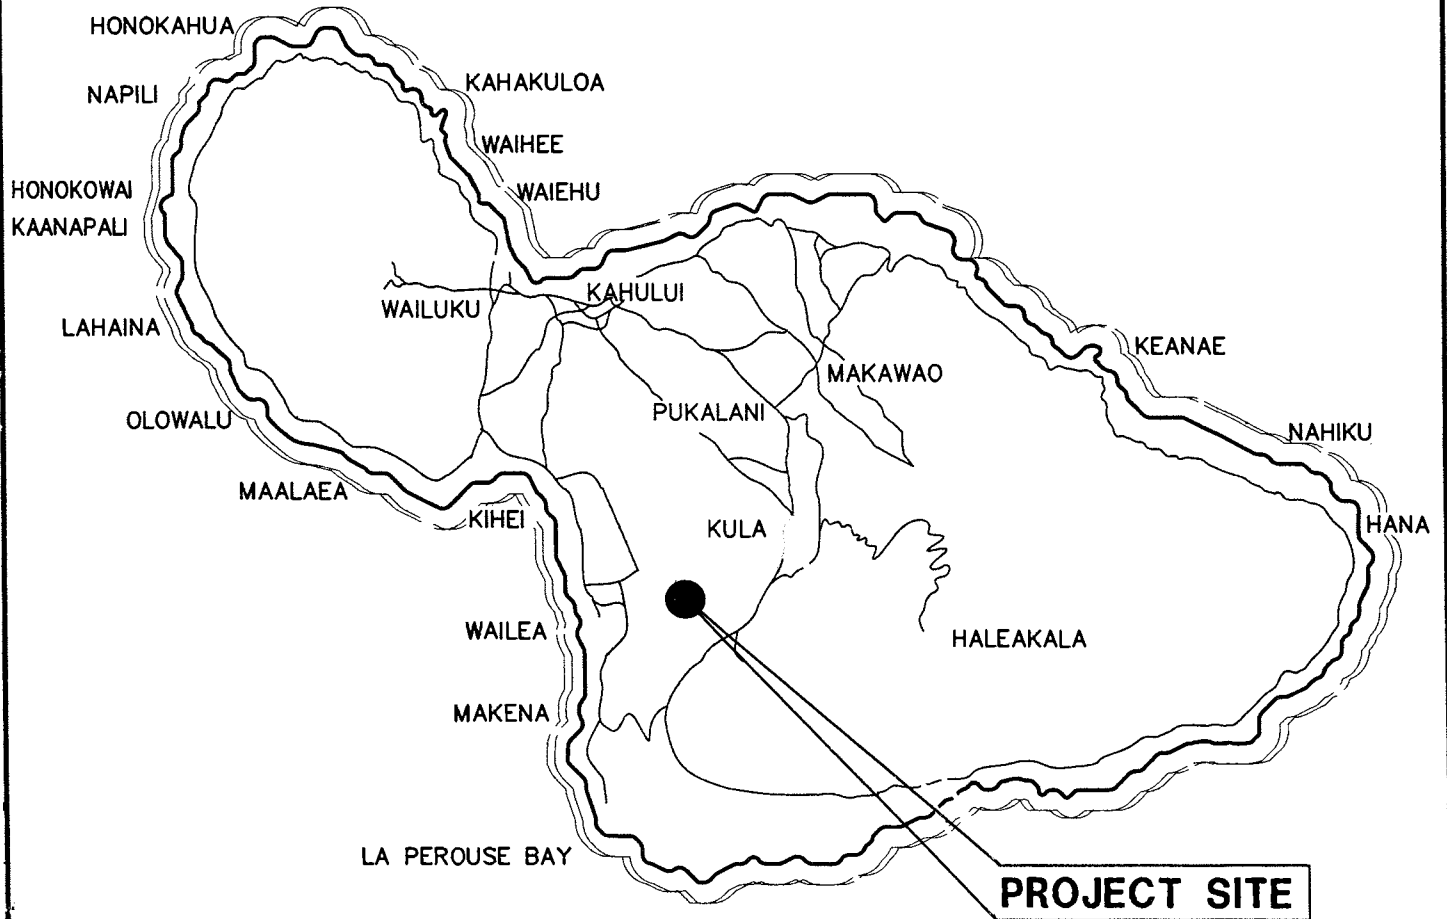 HONOKAHUA
KAHAKULOA
NAPILI
WAIHEE
HONOKOWAI
WAIEHU
KAANAPALI
KAHULUI
WAILUKU
LAHAINA
KEANAE
MAKAWAO
PUKALANI
OLOWALU
NAHIKU
MAALAEA
KIHEI
HANA
KULA
WAILEA
HALEAKALA
MAKENA
LA PEROUSE BAY
PROJECT SITE